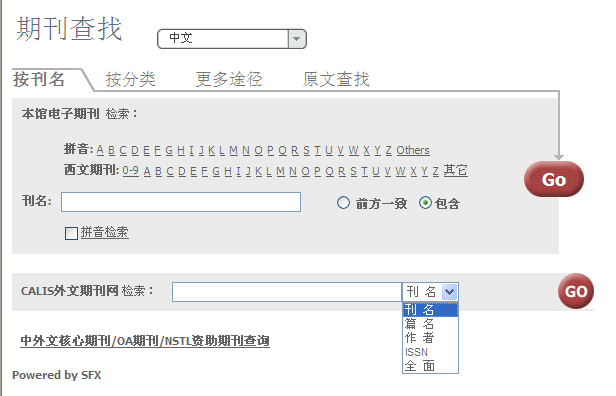 期刊查找
中文
按刊名 按分类 更多途径 原文查找
本馆电子期刊 检索：
拼音: A B C D E F G H I J K L M N O P Q R S T U V W X Y Z Others
西文期刊: 0-9 A B C D E F G H I J K L M N O P Q R S T U V W X Y Z 其它
Go
刊名: 前方一致 包含
拼音检索
CALIS外文期刊网 检索： 刊 名 GO
刊 名
篇 名
作 者
ISSN
全 面
中外文核心期刊/OA期刊/NSTL资助期刊查询
Powered by SFX